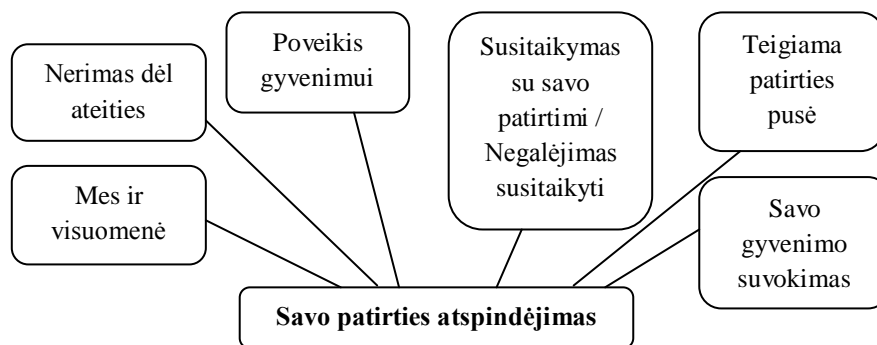 Nerimas dėl
ateities
Poveikis
gyvenimui
Susitaikymas
su savo
patirtimi /
Negalėjimas
susitaikyti
Teigiama
patirties
pusė
Mes ir
visuomenė
Savo
gyvenimo
suvokimas
Savo patirties atspindėjimas